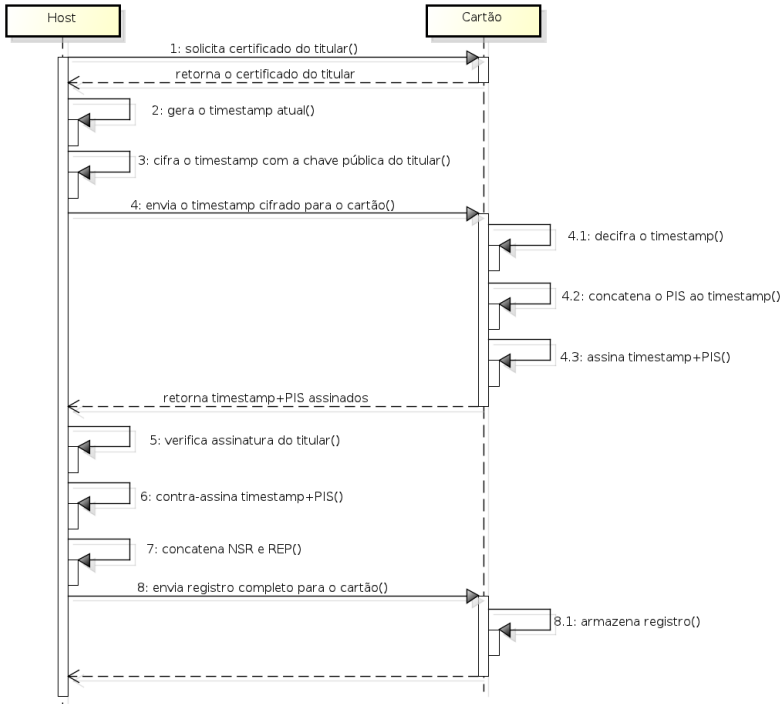 Host
Cartão
1: solicita certificado do titular()
retorna o certificado do titular
2: gera o timestamp atual()
3: cifra o timestamp com a chave pública do titular()
4: envia o timestamp cifrado para o cartão()
4.1: decifra o timestamp()
4.2: concatena o PIS ao timestamp()
4.3: assina timestamp+PIS()
retorna timestamp+PIS assinados
5: verifica assinatura do titular()
6: contra-assina timestamp+PIS()
7: concatena NSR e REP()
8: envia registro completo para o cartão()
8.1: armazena registro()